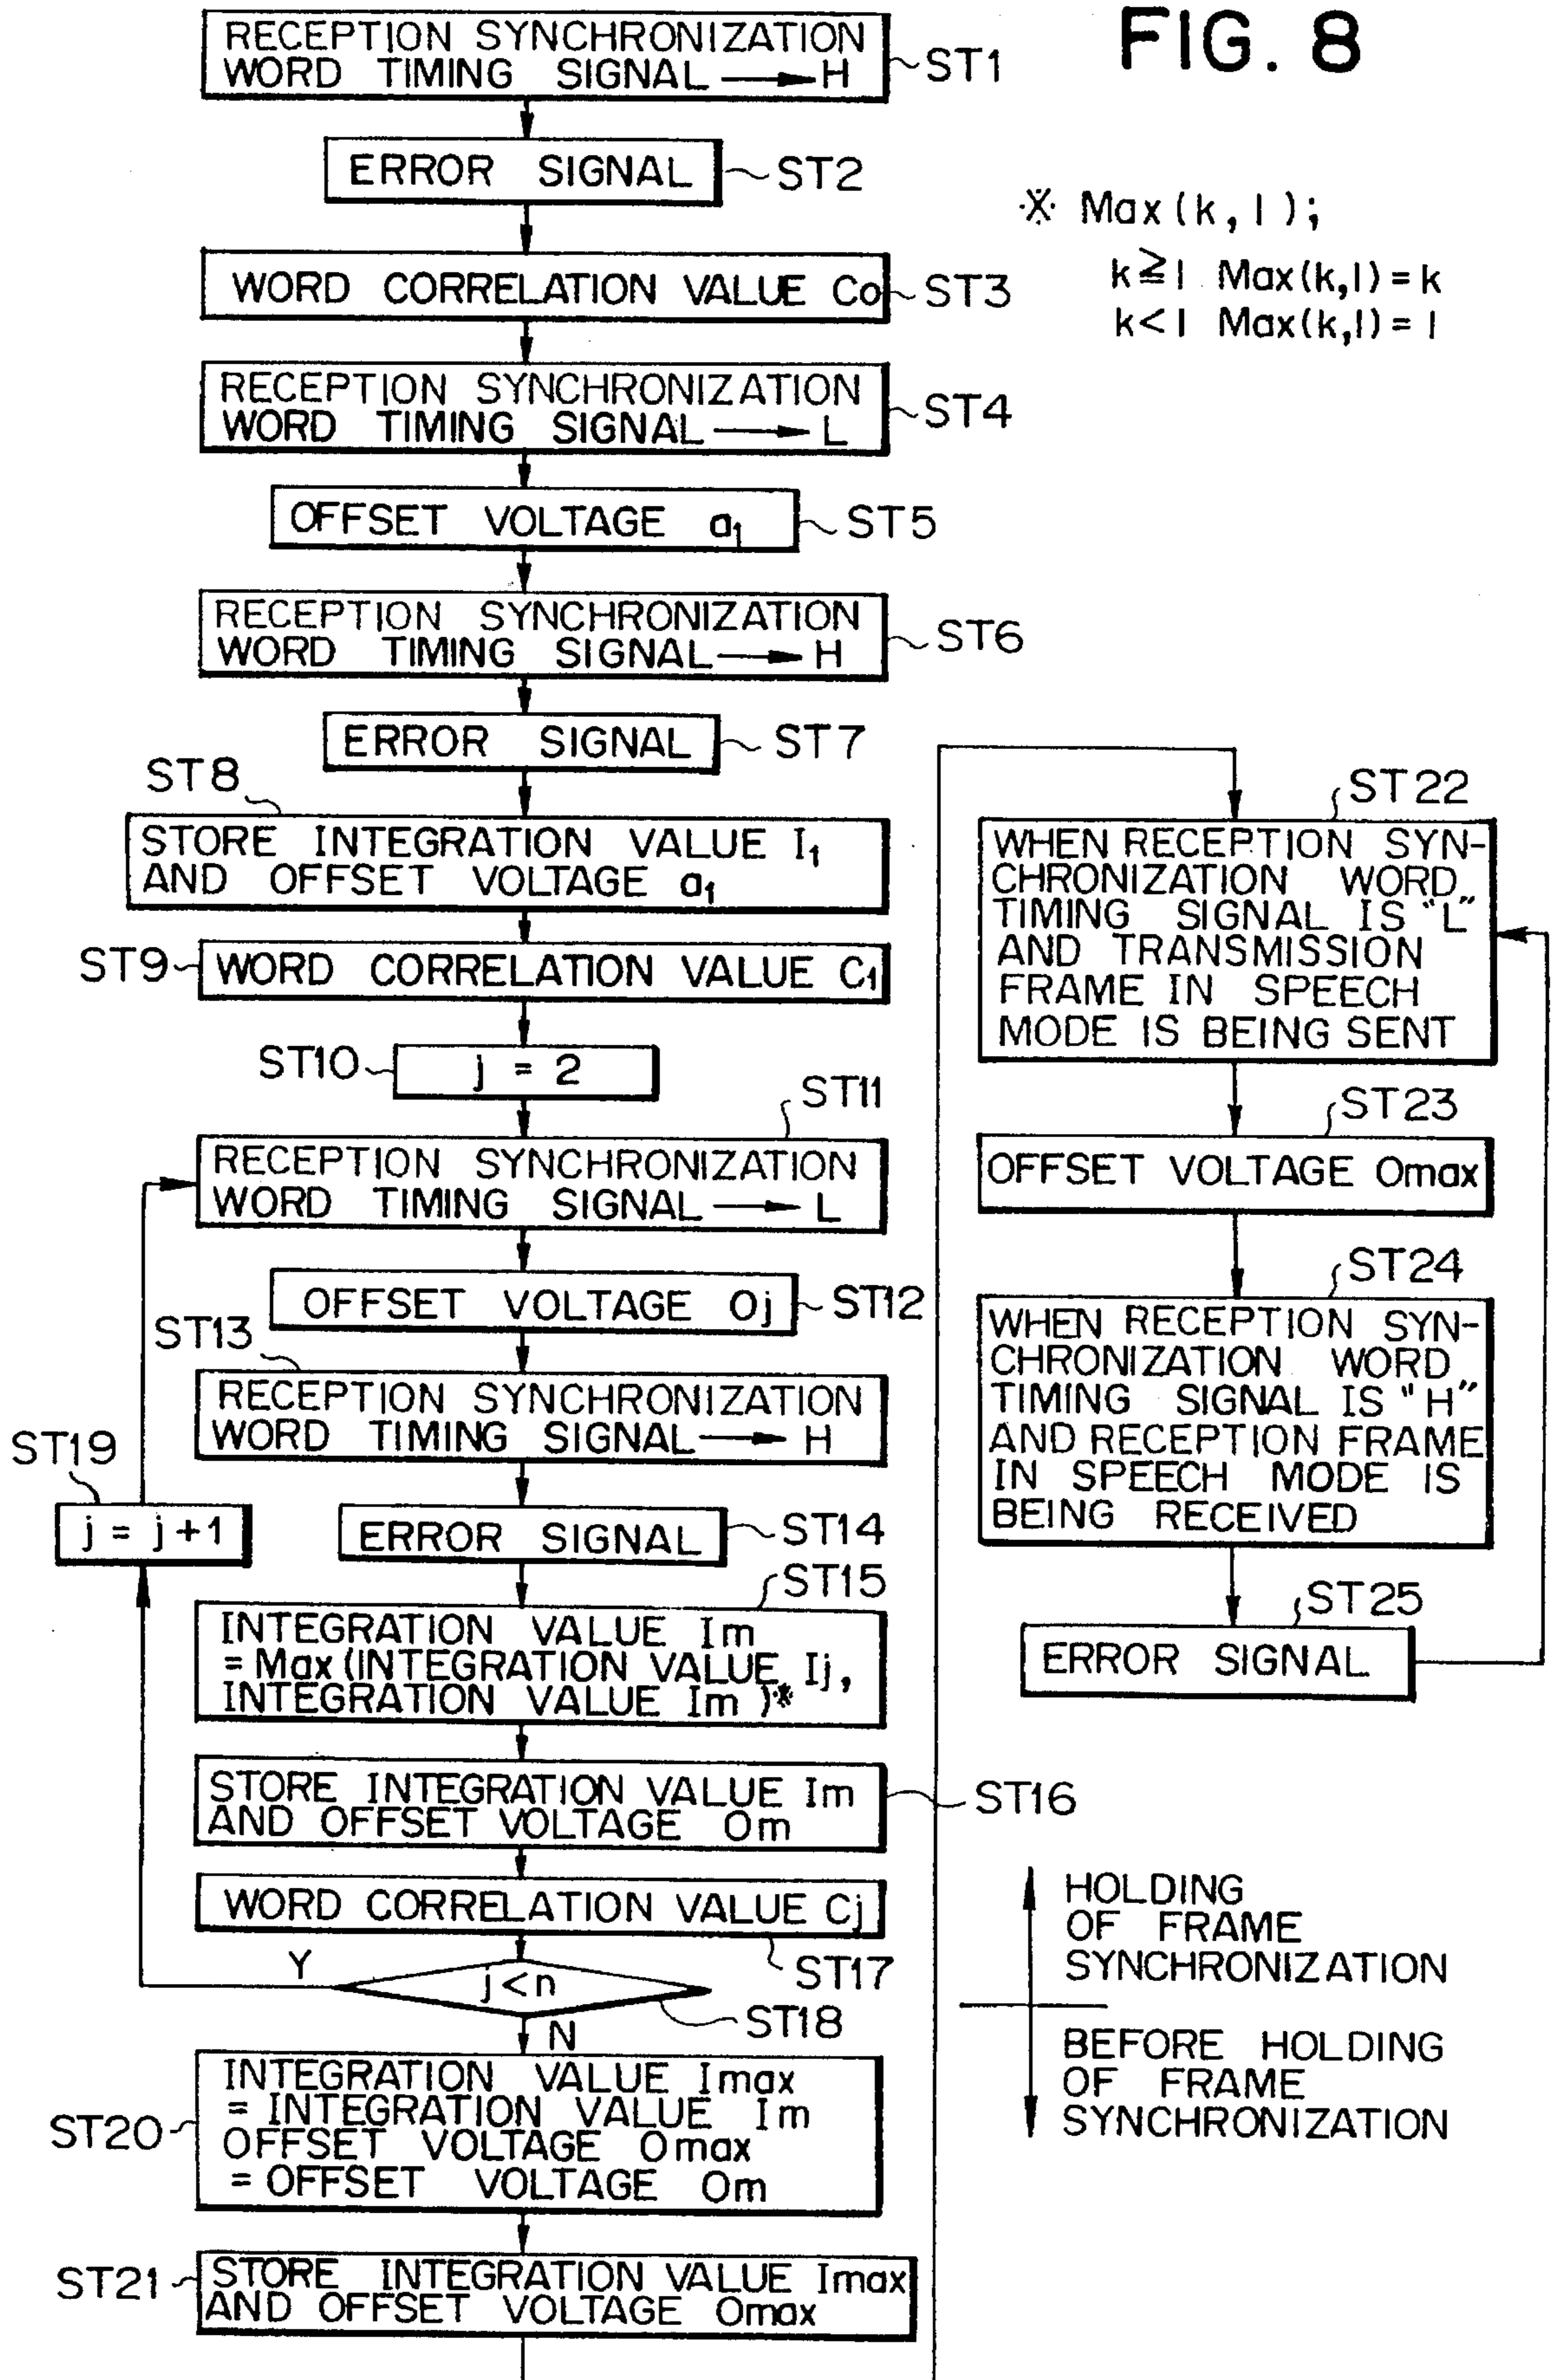 FIG. 8
RECEPTION SYNCHRONIZATION
WORD TIMING SIGNAL → H
ST1
ERROR SIGNAL
ST2
※ Max(k,l);
k≧l Max(k,l)=k
k<l Max(k,l)=l
WORD CORRELATION VALUE Co
ST3
RECEPTION SYNCHRONIZATION
WORD TIMING SIGNAL → L
ST4
OFFSET VOLTAGE a1
ST5
RECEPTION SYNCHRONIZATION
WORD TIMING SIGNAL → H
ST6
ERROR SIGNAL
ST7
ST8
STORE INTEGRATION VALUE I1
AND OFFSET VOLTAGE a1
ST9
WORD CORRELATION VALUE C1
ST10
j = 2
ST11
RECEPTION SYNCHRONIZATION
WORD TIMING SIGNAL → L
OFFSET VOLTAGE Oj
ST12
ST13
RECEPTION SYNCHRONIZATION
WORD TIMING SIGNAL → H
ST19
j = j+1
ERROR SIGNAL
ST14
ST15
INTEGRATION VALUE Im
= Max(INTEGRATION VALUE Ij,
INTEGRATION VALUE Im)※
STORE INTEGRATION VALUE Im
AND OFFSET VOLTAGE Om
ST16
WORD CORRELATION VALUE Cj
ST17
Y
j<n
ST18
N
ST20
INTEGRATION VALUE Imax
= INTEGRATION VALUE Im
OFFSET VOLTAGE Omax
= OFFSET VOLTAGE Om
ST21
STORE INTEGRATION VALUE Imax
AND OFFSET VOLTAGE Omax
ST22
WHEN RECEPTION SYN-
CHRONIZATION WORD
TIMING SIGNAL IS "L"
AND TRANSMISSION
FRAME IN SPEECH
MODE IS BEING SENT
ST23
OFFSET VOLTAGE Omax
ST24
WHEN RECEPTION SYN-
CHRONIZATION WORD
TIMING SIGNAL IS "H"
AND RECEPTION FRAME
IN SPEECH MODE IS
BEING RECEIVED
ST25
ERROR SIGNAL
HOLDING
OF FRAME
SYNCHRONIZATION
BEFORE HOLDING
OF FRAME
SYNCHRONIZATION